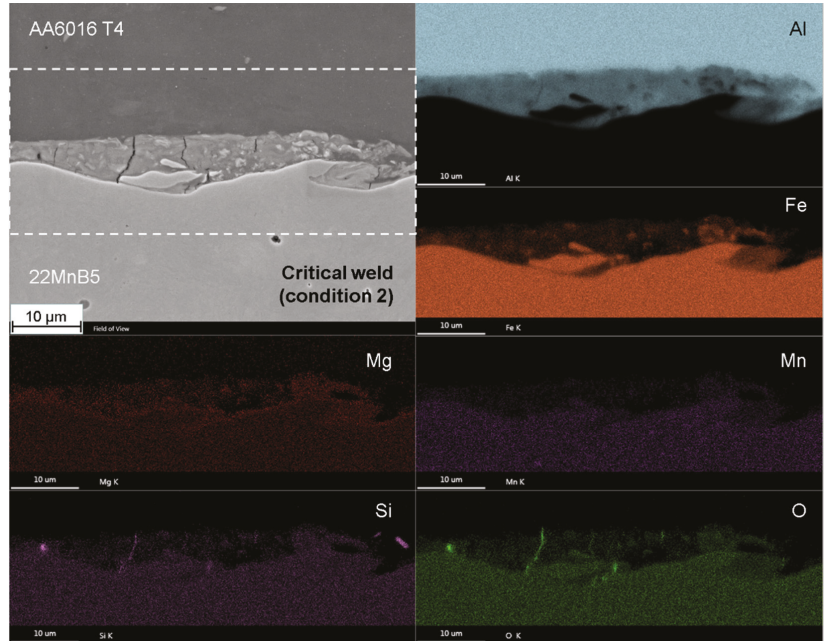 AA6016 T4
Al
10 um
Al K
Fe
22MnB5
Critical weld
(condition 2)
10 µm
Field of View
10 um
Fe K
Mg
10 um
Mg K
Mn
10 um
Mn K
Si
10 um
Si K
O
10 um
O K